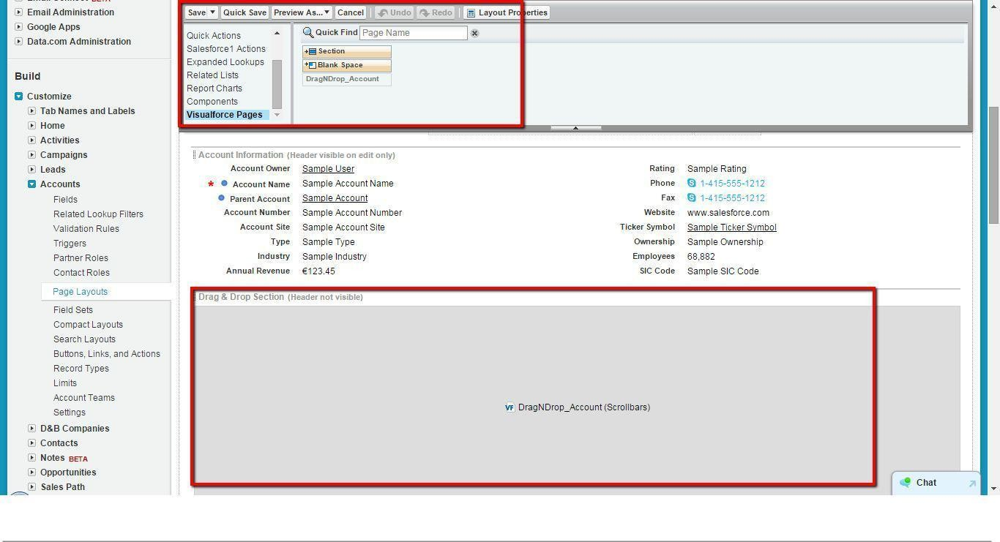 Email Administration
Google Apps
Data.com Administration
Build
Customize
Tab Names and Labels
Home
Activities
Campaigns
Leads
Accounts
Fields
Related Lookup Filters
Validation Rules
Triggers
Partner Roles
Contact Roles
Page Layouts
Field Sets
Compact Layouts
Search Layouts
Buttons, Links, and Actions
Record Types
Limits
Account Teams
Settings
D&B Companies
Contacts
Notes BETA
Opportunities
Sales Path
Save Quick Save Preview As... Cancel Undo Redo Layout Properties
Quick Actions
Salesforce1 Actions
Expanded Lookups
Related Lists
Report Charts
Components
Visualforce Pages
Quick Find Page Name
Section
Blank Space
DragNDrop_Account
Account Information (Header visible on edit only)
Account Owner Sample User
* Account Name Sample Account Name
Parent Account Sample Account
Account Number Sample Account Number
Account Site Sample Account Site
Type Sample Type
Industry Sample Industry
Annual Revenue €123.45
Rating Sample Rating
Phone 1-415-555-1212
Fax 1-415-555-1212
Website www.salesforce.com
Ticker Symbol Sample Ticker Symbol
Ownership Sample Ownership
Employees 68,882
SIC Code Sample SIC Code
Drag & Drop Section (Header not visible)
VF DragNDrop_Account (Scrollbars)
Chat